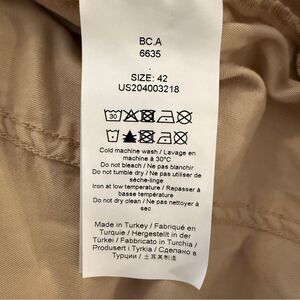 BC.A
6635
SIZE: 42
US204003218
30
Cold machine wash / Lavage en
machine à 30°C
Do not bleach / Ne pas blanchir
Do not tumble dry / Ne pas utiliser de
sèche-linge
Iron at low temperature / Repasser à
basse température
Do not dry clean / Ne pas nettoyer à
sec
Made in Turkey / Fabriqué en
Turquie / Hergestellt in der
Türkei / Fabbricato in Turchia /
Produsert i Tyrkia / Сделано в
Турции / 土耳其制造